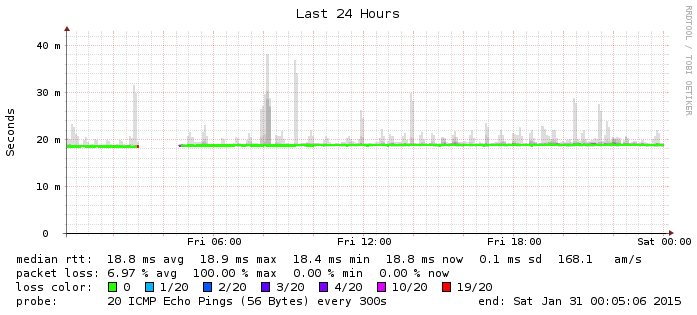 Last 24 Hours
RRDTOOL / TOBI OETIKER
Seconds
40 m
30 m
20 m
10 m
0
Fri 06:00 Fri 12:00 Fri 18:00 Sat 00:00
median rtt: 18.8 ms avg 18.9 ms max 18.4 ms min 18.8 ms now 0.1 ms sd 168.1 am/s
packet loss: 6.97 % avg 100.00 % max 0.00 % min 0.00 % now
loss color: 0 1/20 2/20 3/20 4/20 10/20 19/20
probe: 20 ICMP Echo Pings (56 Bytes) every 300s end: Sat Jan 31 00:05:06 2015